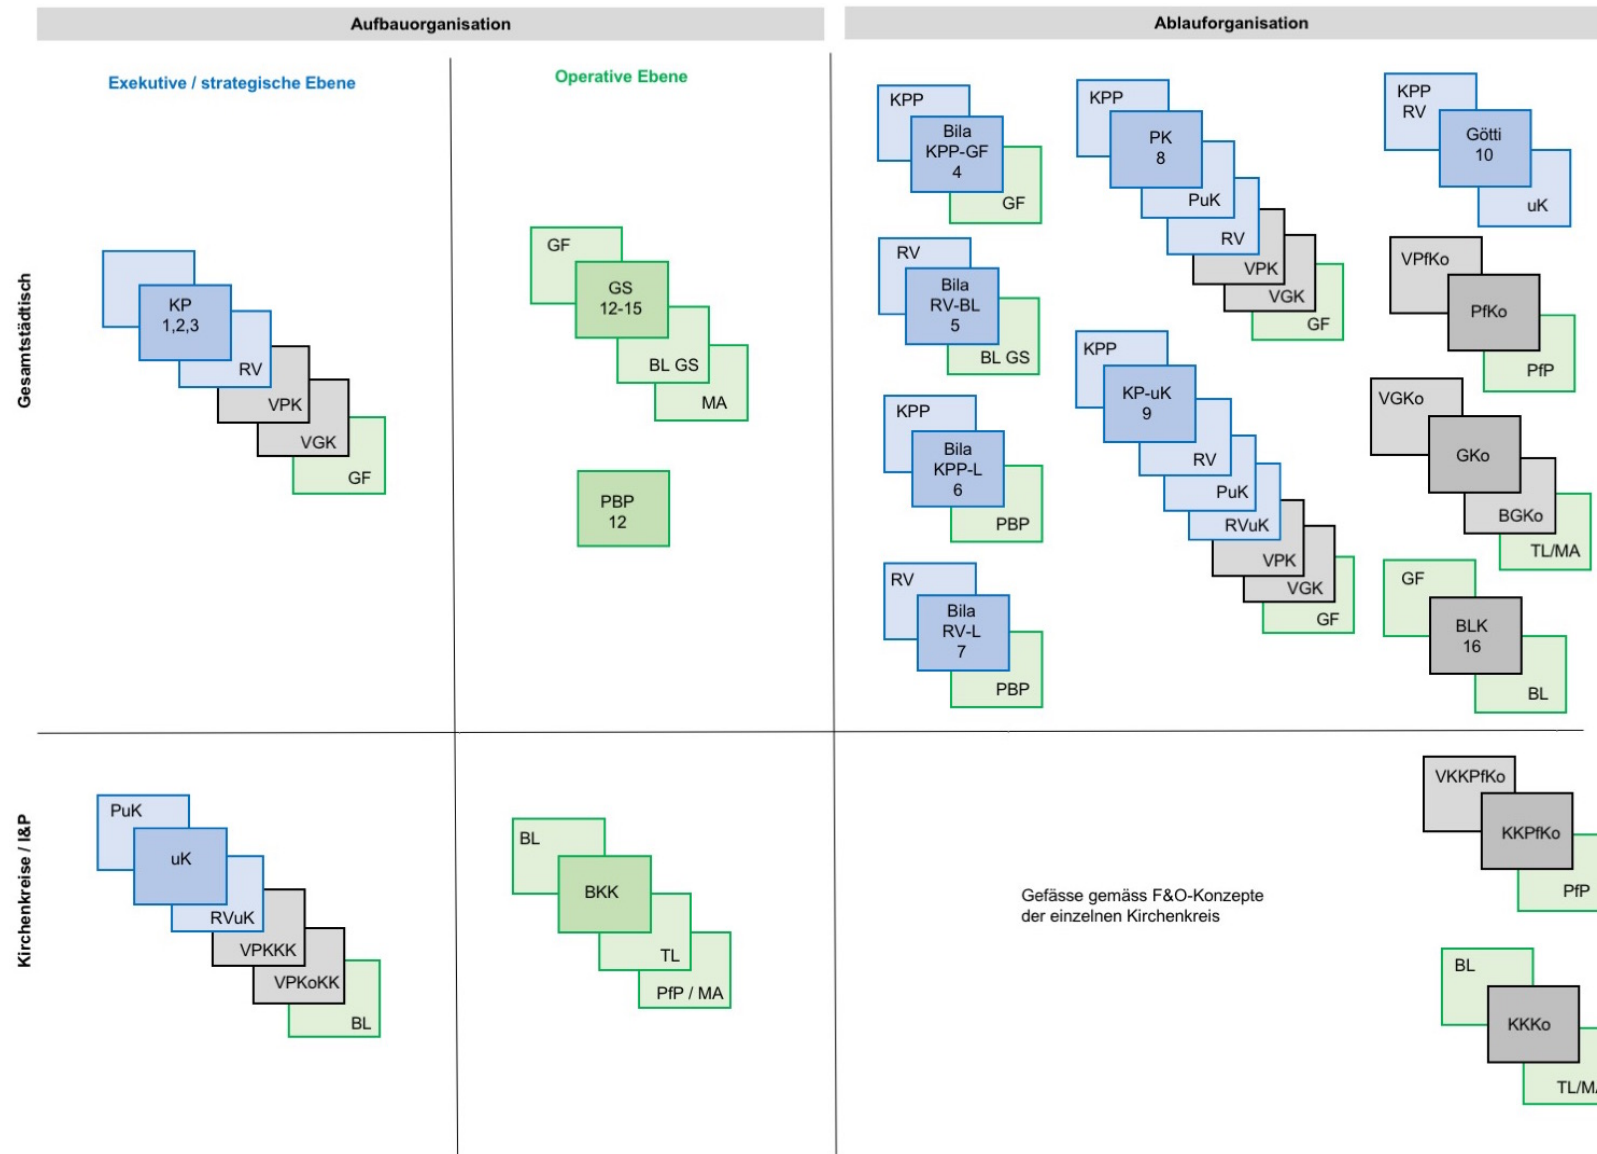 Aufbauorganisation
Ablauforganisation
Exekutive / strategische Ebene
Operative Ebene
Gesamtstädtisch
KP
1,2,3
RV
VPK
VGK
GF
GF
GS
12-15
BL GS
MA
PBP
12
KPP
Bila
KPP-GF
4
GF
RV
Bila
RV-BL
5
BL GS
KPP
Bila
KPP-L
6
PBP
RV
Bila
RV-L
7
PBP
KPP
PK
8
PuK
RV
VPK
VGK
GF
KPP
KP-uK
9
RV
PuK
RVuK
VPK
VGK
GF
KPP
RV
Götti
10
uK
VPfKo
PfKo
PfP
VGKo
GKo
BGKo
TL/MA
GF
BLK
16
BL
Kirchenkreise / I&P
PuK
uK
RVuK
VPKKK
VPKoKK
BL
BL
BKK
TL
PfP / MA
Gefässe gemäss F&O-Konzepte
der einzelnen Kirchenkreis
VKKPfKo
KKPfKo
PfP
BL
KKKo
TL/MA